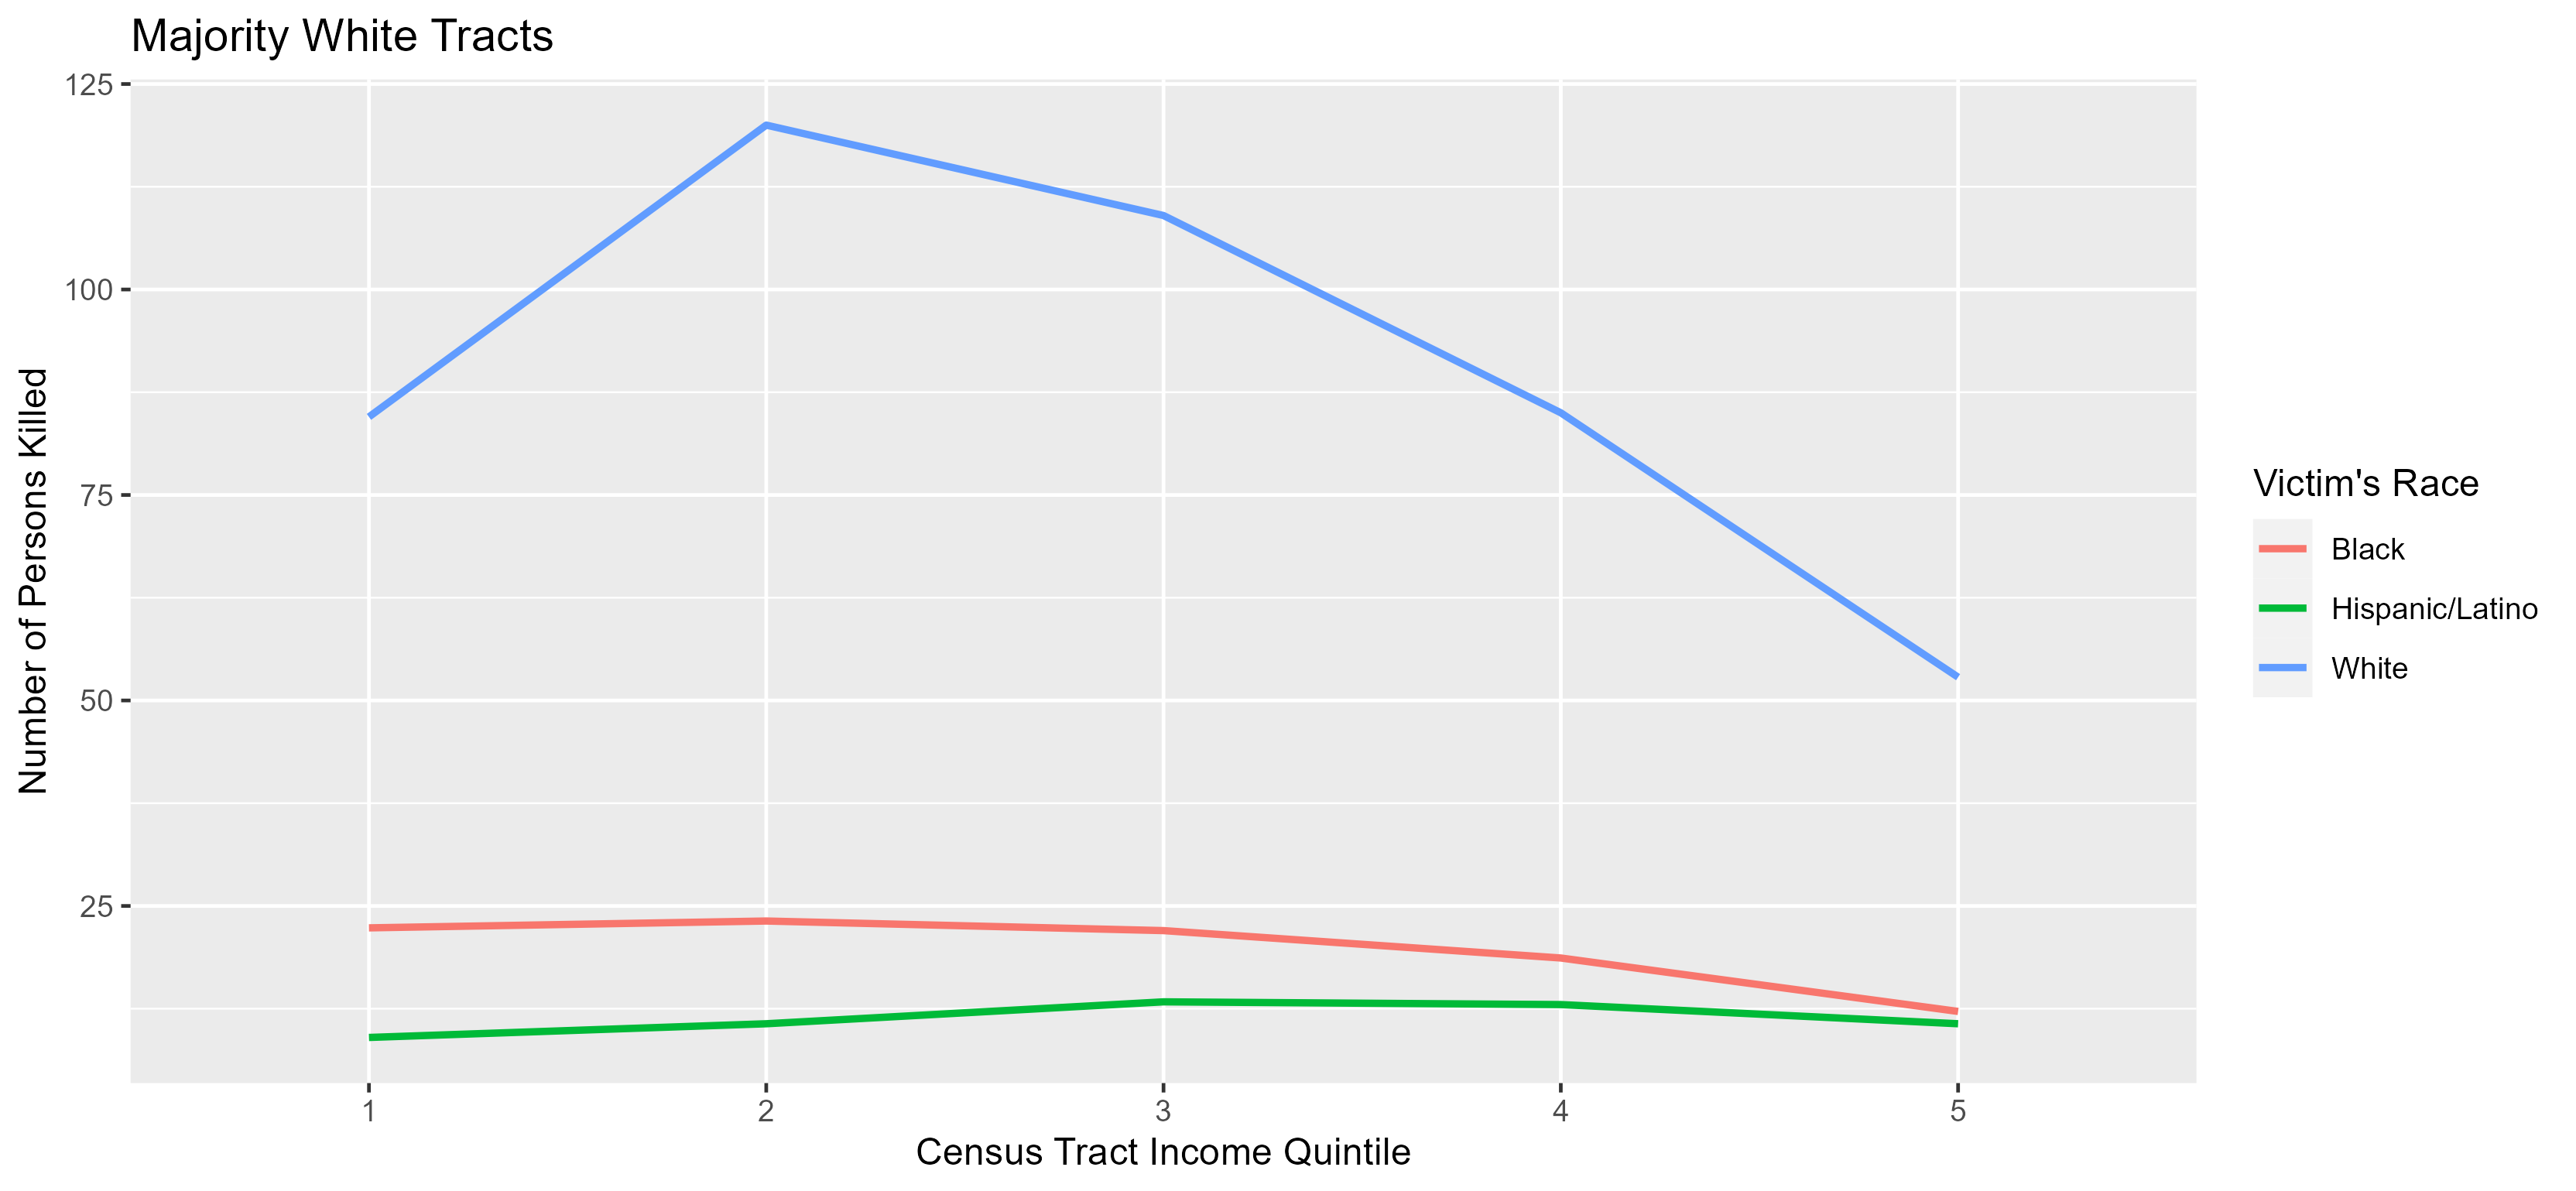 Majority White Tracts
125
100
75
50
25
Number of Persons Killed
1 2 3 4 5
Census Tract Income Quintile
Victim's Race
Black
Hispanic/Latino
White